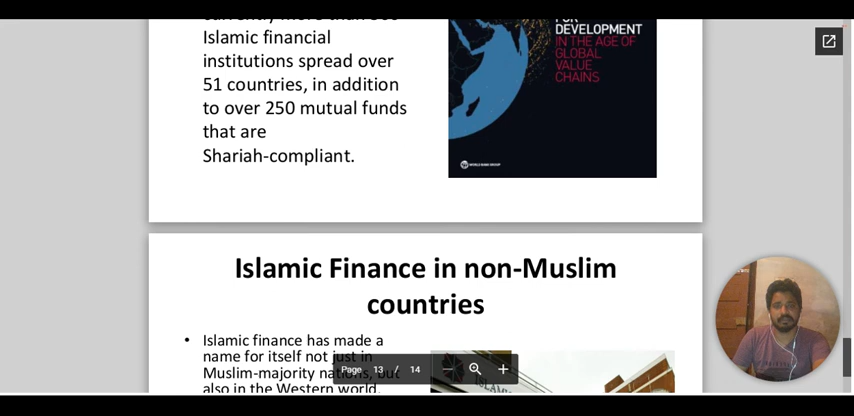 Islamic financial
institutions spread over
51 countries, in addition
to over 250 mutual funds
that are
Shariah-compliant.
DEVELOPMENT
IN THE AGE OF
GLOBAL
VALUE
CHAINS
WORLD BANK GROUP
Islamic Finance in non-Muslim
countries
• Islamic finance has made a
name for itself not just in
Muslim-majority nations, but
also in the Western world.
ISLAMI
Page 13 / 14